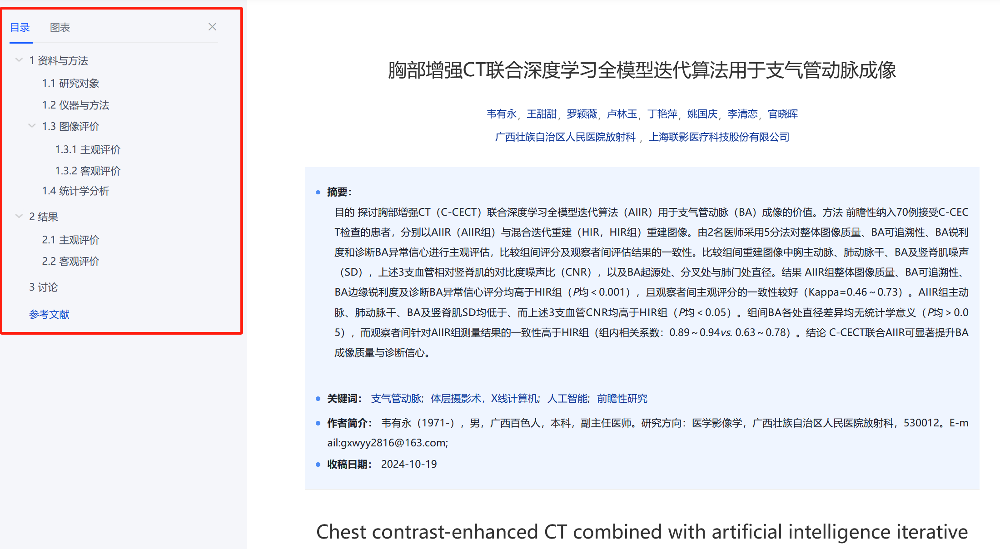 目录 图表
1 资料与方法
1.1 研究对象
1.2 仪器与方法
1.3 图像评价
1.3.1 主观评价
1.3.2 客观评价
1.4 统计学分析
2 结果
2.1 主观评价
2.2 客观评价
3 讨论
参考文献
胸部增强CT联合深度学习全模型迭代算法用于支气管动脉成像
韦有永，王甜甜，罗颖薇，卢林玉，丁艳萍，姚国庆，李清恋，官晓晖
广西壮族自治区人民医院放射科，上海联影医疗科技股份有限公司
摘要：
目的 探讨胸部增强CT（C-CECT）联合深度学习全模型迭代算法（AIIR）用于支气管动脉（BA）成像的价值。方法 前瞻性纳入70例接受C-CEC
T检查的患者，分别以AIIR（AIIR组）与混合迭代重建（HIR，HIR组）重建图像。由2名医师采用5分法对整体图像质量、BA可追溯性、BA锐利
度和诊断BA异常信心进行主观评估，比较组间评分及观察者间评估结果的一致性。比较组间重建图像中胸主动脉、肺动脉干、BA及竖脊肌噪声
（SD），上述3支血管相对竖脊肌的对比度噪声比（CNR），以及BA起源处、分叉处与肺门处直径。结果 AIIR组整体图像质量、BA可追溯性、
BA边缘锐利度及诊断BA异常信心评分均高于HIR组（P均＜0.001），且观察者间主观评分的一致性较好（Kappa=0.46～0.73）。AIIR组主动
脉、肺动脉干、BA及竖脊肌SD均低于、而上述3支血管CNR均高于HIR组（P均＜0.05）。组间BA各处直径差异均无统计学意义（P均＞0.0
5），而观察者间针对AIIR组测量结果的一致性高于HIR组（组内相关系数：0.89～0.94vs. 0.63～0.78）。结论 C-CECT联合AIIR可显著提升BA
成像质量与诊断信心。
关键词： 支气管动脉; 体层摄影术，X线计算机; 人工智能; 前瞻性研究
作者简介： 韦有永（1971-），男，广西百色人，本科，副主任医师。研究方向：医学影像学，广西壮族自治区人民医院放射科，530012。E-m
ail:gxwyy2816@163.com;
收稿日期： 2024-10-19
Chest contrast-enhanced CT combined with artificial intelligence iterative